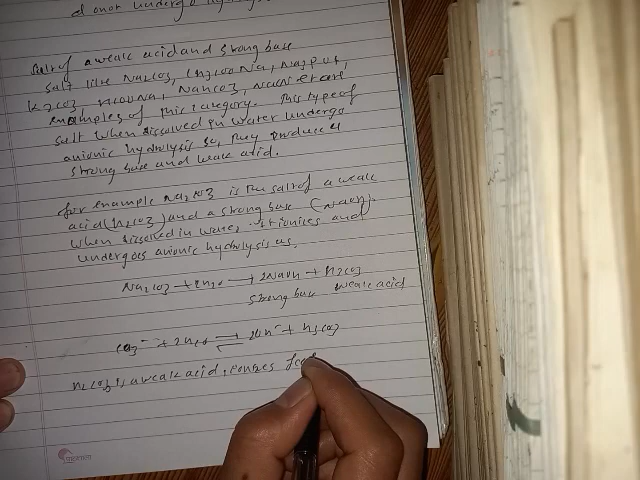 donot undergo
Salt of a weak acid and strong base
Salt like Na2CO3, CH3COONa, Na3PO4,
K2CO3, HCOONa, NaHCO3, NaCN etc are
examples of this category. This type of
salt when dissolved in water undergo
anionic hydrolysis so, they produce a
strong base and weak acid.
For example Na2CO3 is the salt of a weak
acid (H2CO3) and a strong base (NaOH).
When dissolved in water. it ionizes and
undergoes anionic hydrolysis as,
Na2CO3 + 2H2O → 2NaOH + H2CO3
strong base weak acid
CO3⁻⁻ + 2H2O ⇌ 2OH⁻ + H2CO3
H2CO3 is a weak acid, ionizes